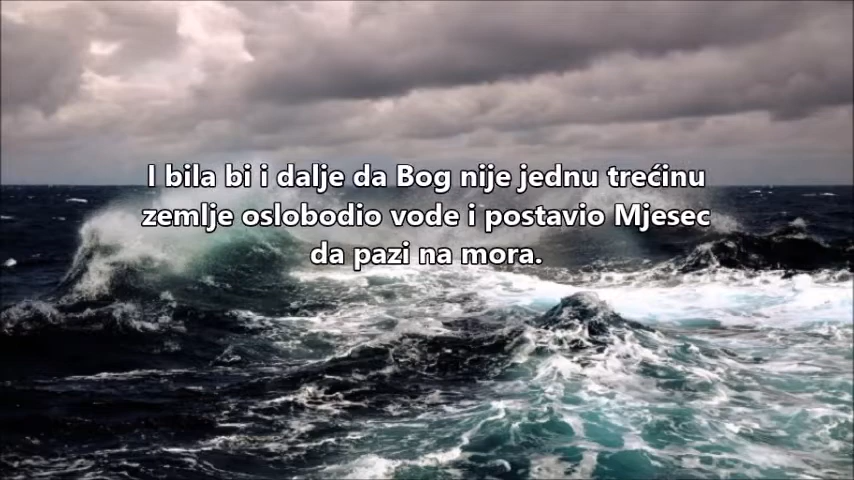 I bila bi i dalje da Bog nije jednu trećinu
zemlje oslobodio vode i postavio Mjesec
da pazi na mora.